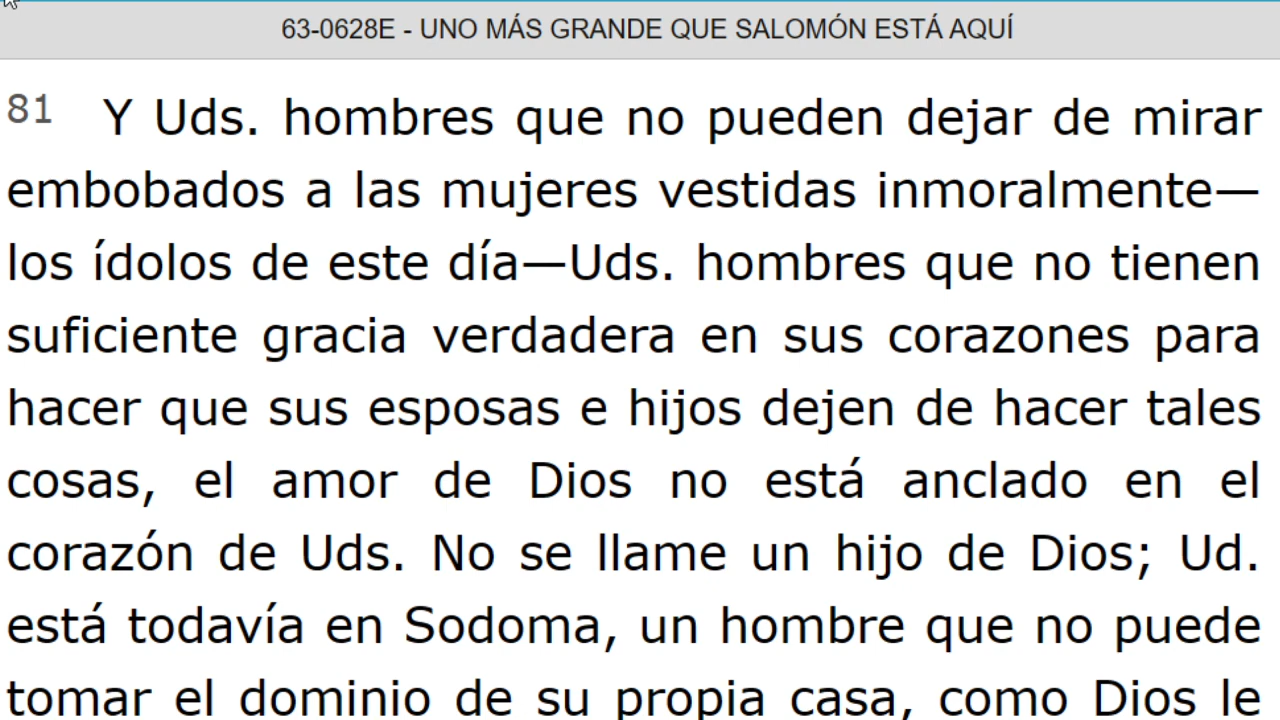 63-0628E - UNO MÁS GRANDE QUE SALOMÓN ESTÁ AQUÍ
81 Y Uds. hombres que no pueden dejar de mirar
embobados a las mujeres vestidas inmoralmente—
los ídolos de este día—Uds. hombres que no tienen
suficiente gracia verdadera en sus corazones para
hacer que sus esposas e hijos dejen de hacer tales
cosas, el amor de Dios no está anclado en el
corazón de Uds. No se llame un hijo de Dios; Ud.
está todavía en Sodoma, un hombre que no puede
tomar el dominio de su propia casa, como Dios le